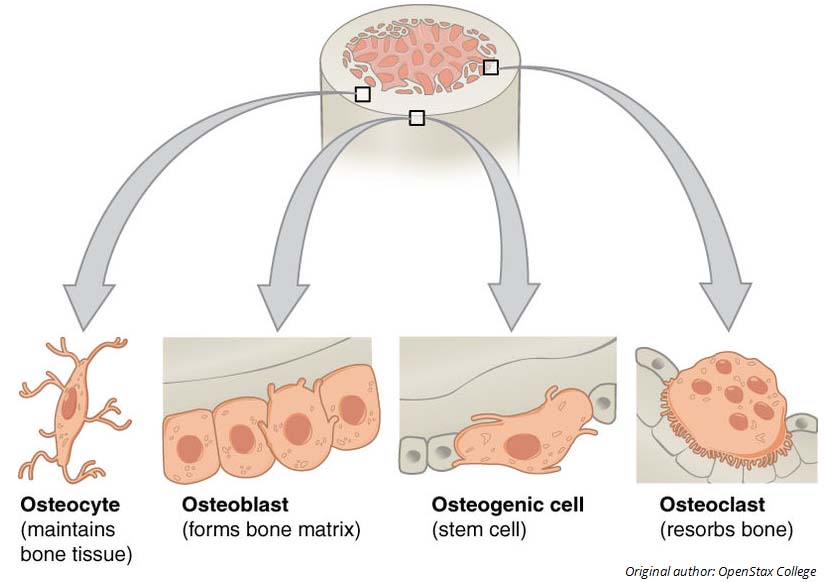 Osteocyte
(maintains
bone tissue)
Osteoblast
(forms bone matrix)
Osteogenic cell
(stem cell)
Osteoclast
(resorbs bone)
Original author: OpenStax College